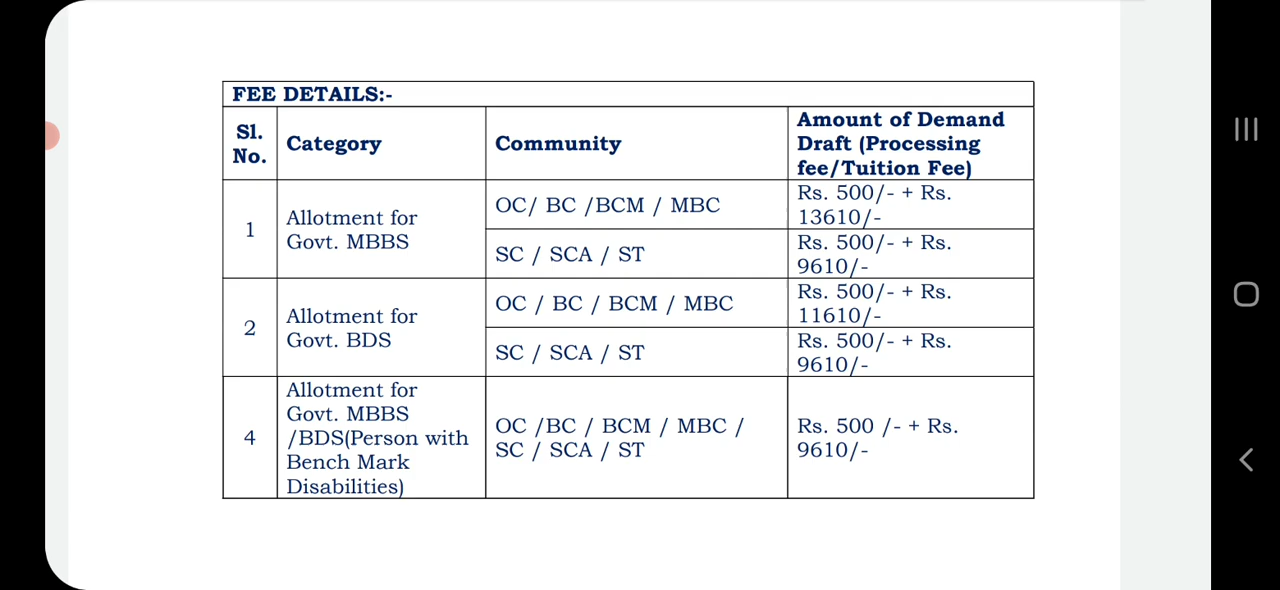 FEE DETAILS:-
Sl.
No.
Category
Community
Amount of Demand
Draft (Processing
fee/Tuition Fee)
1
Allotment for
Govt. MBBS
OC/ BC /BCM / MBC
Rs. 500/- + Rs.
13610/-
SC / SCA / ST
Rs. 500/- + Rs.
9610/-
2
Allotment for
Govt. BDS
OC / BC / BCM / MBC
Rs. 500/- + Rs.
11610/-
SC / SCA / ST
Rs. 500/- + Rs.
9610/-
4
Allotment for
Govt. MBBS
/BDS(Person with
Bench Mark
Disabilities)
OC /BC / BCM / MBC /
SC / SCA / ST
Rs. 500 /- + Rs.
9610/-